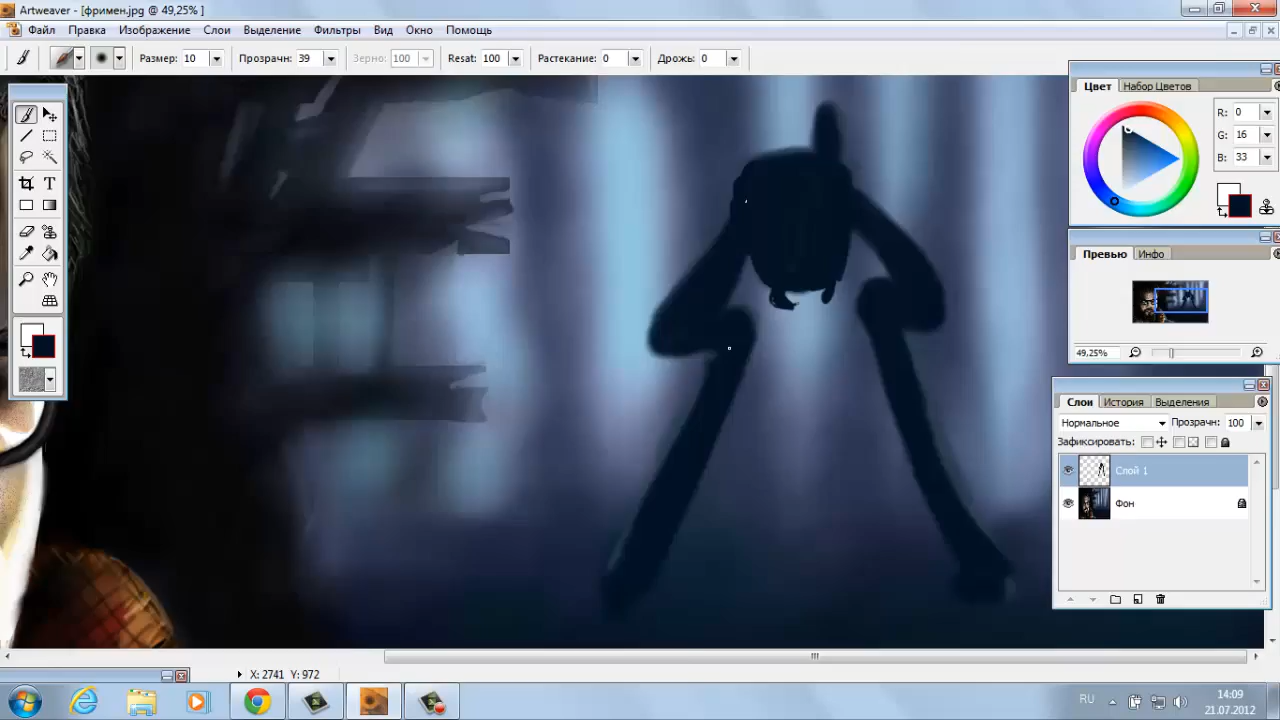 Artweaver - [фримен.jpg @ 49,25% ]
Файл Правка Изображение Слои Выделение Фильтры Вид Окно Помощь
Размер: 10 Прозрачн: 39 Зерно: 100 Resat: 100 Растекание: 0 Дрожь: 0
Цвет Набор Цветов
R: 0
G: 16
B: 33
Превью Инфо
49,25%
Слои История Выделения
Нормальное Прозрачн: 100
Зафиксировать:
Слой 1
Фон
X: 2741 Y: 972
RU
14:09
21.07.2012